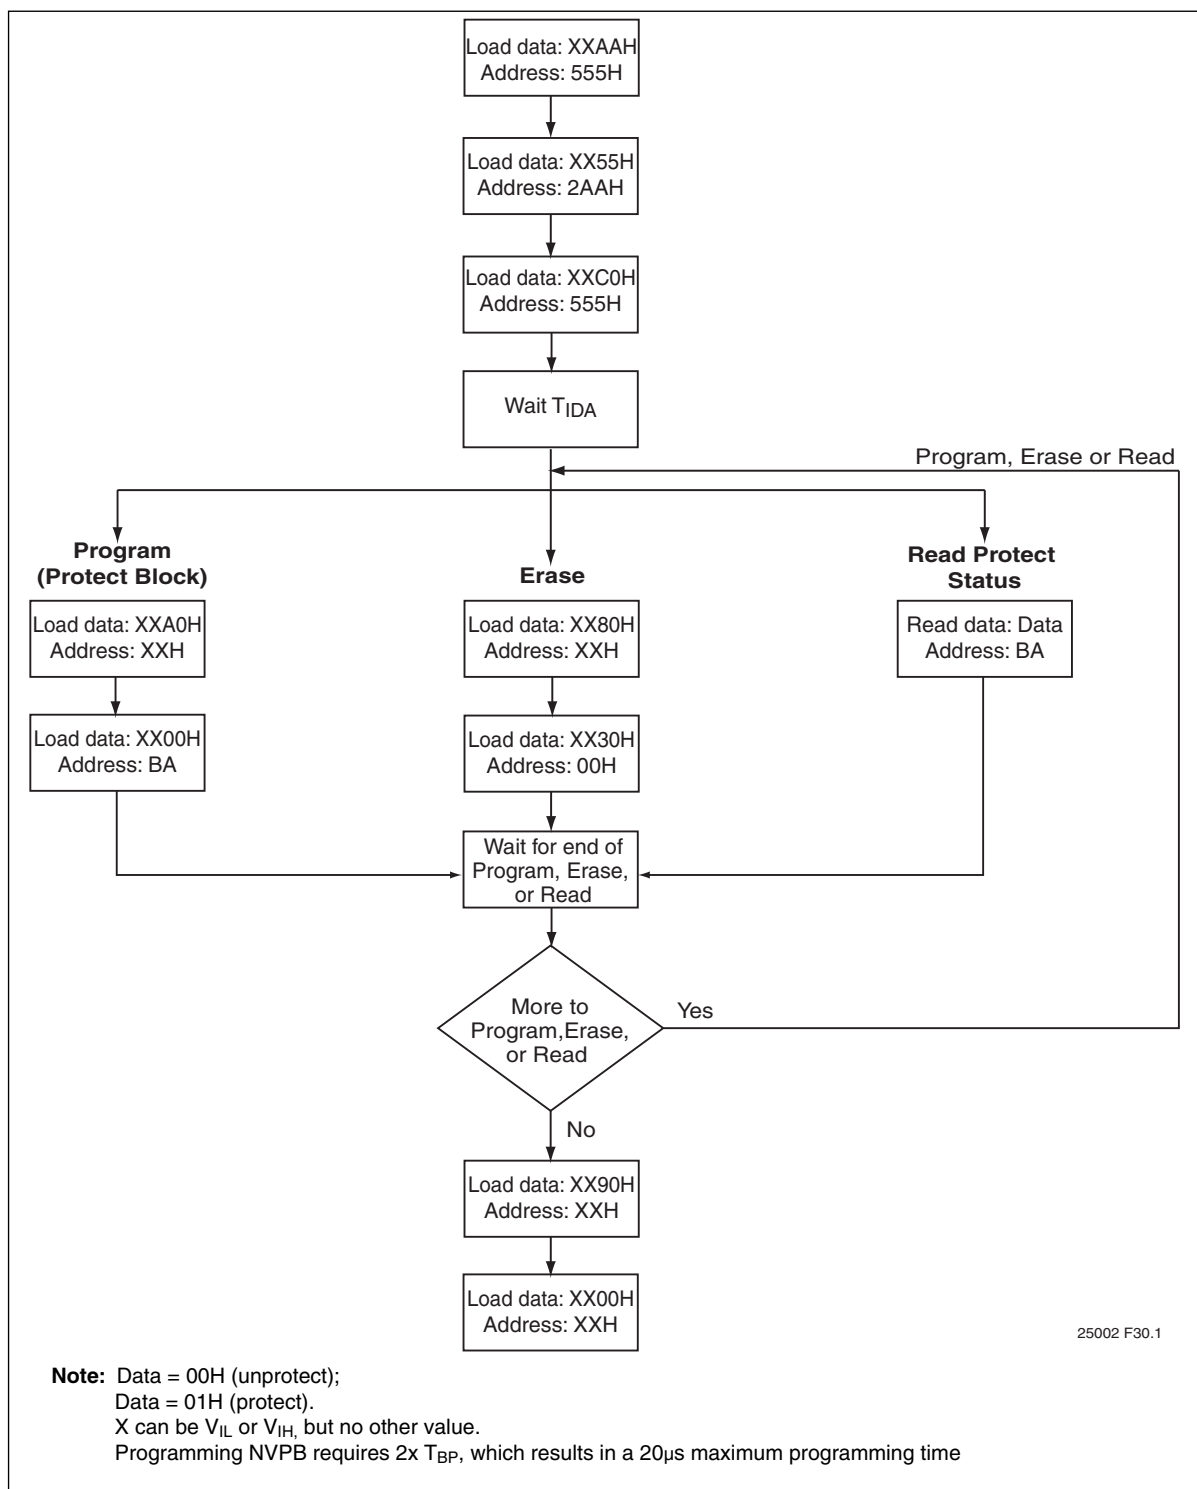 Load data: XXAAH
Address: 555H
Load data: XX55H
Address: 2AAH
Load data: XXC0H
Address: 555H
Wait TIDA
Program, Erase or Read
Program
(Protect Block)
Erase
Read Protect
Status
Load data: XXA0H
Address: XXH
Load data: XX80H
Address: XXH
Read data: Data
Address: BA
Load data: XX00H
Address: BA
Load data: XX30H
Address: 00H
Wait for end of
Program, Erase,
or Read
More to
Program,Erase,
or Read
Yes
No
Load data: XX90H
Address: XXH
Load data: XX00H
Address: XXH
25002 F30.1
Note: Data = 00H (unprotect);
Data = 01H (protect).
X can be VIL or VIH, but no other value.
Programming NVPB requires 2x TBP, which results in a 20µs maximum programming time